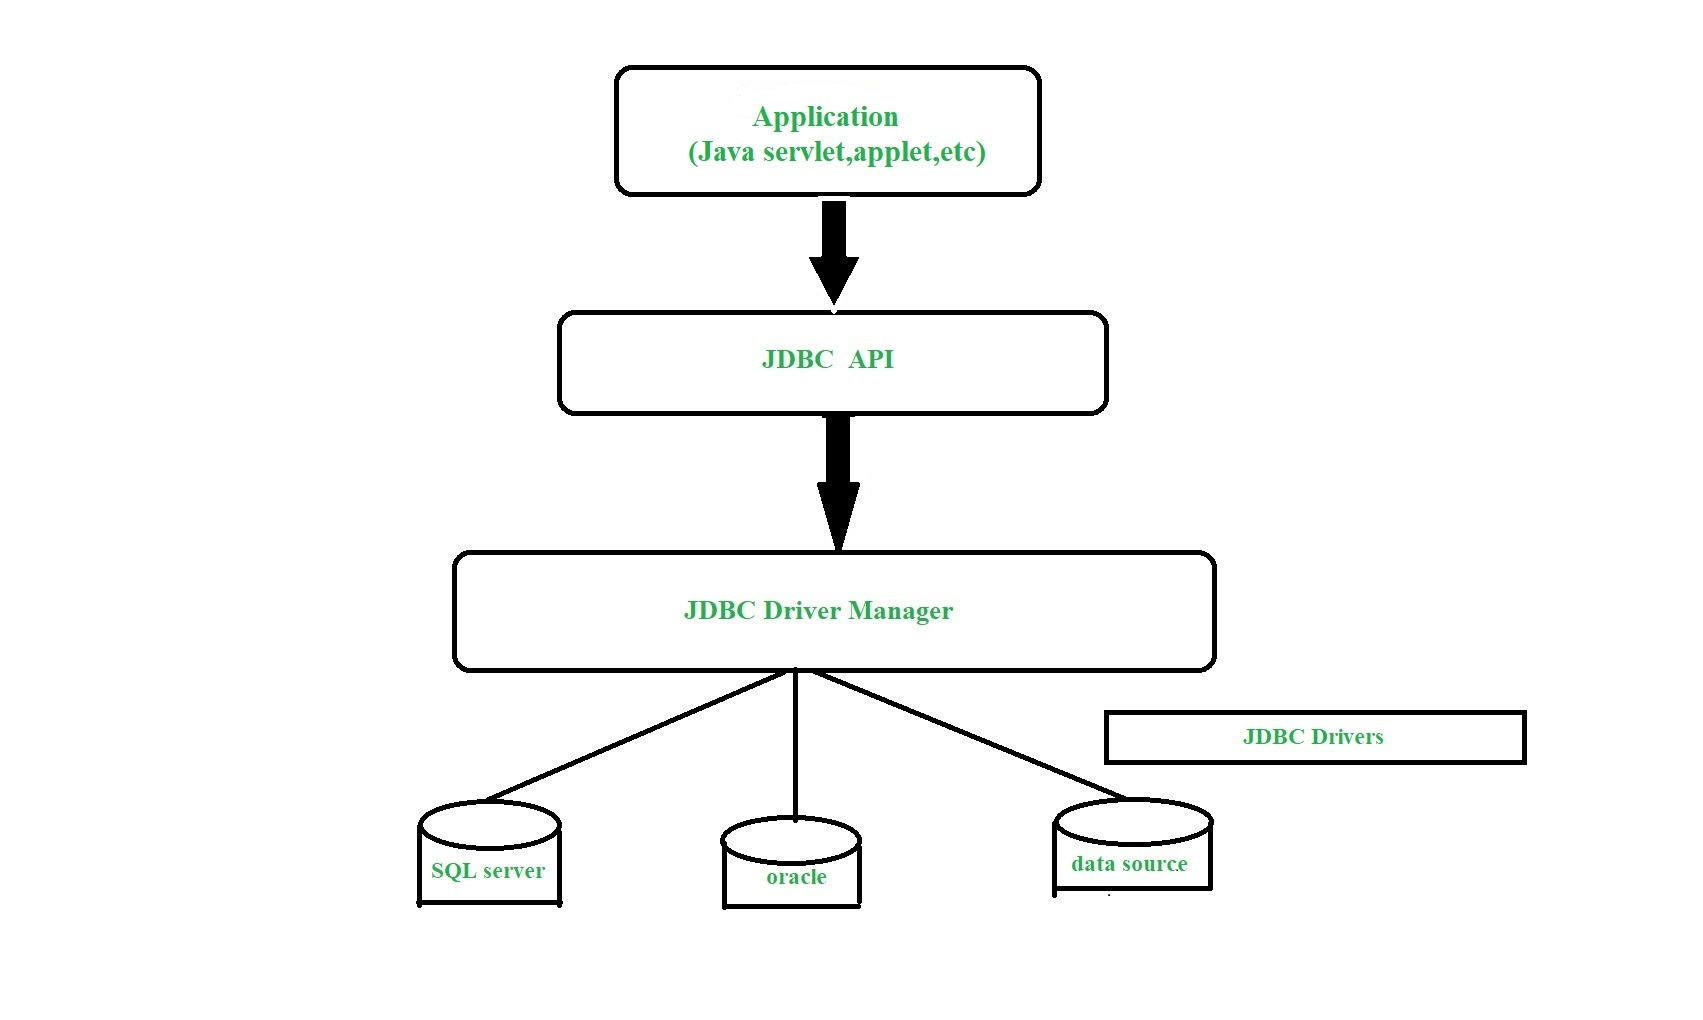 Application
(Java servlet,applet,etc)
JDBC  API
JDBC Driver Manager
JDBC Drivers
SQL server
oracle
data source